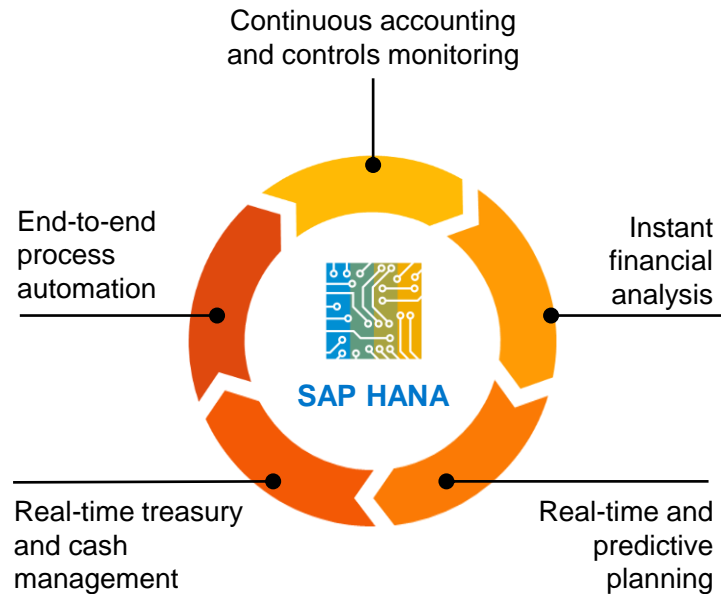 Continuous accounting
and controls monitoring
End-to-end
process
automation
Instant
financial
analysis
SAP HANA
Real-time treasury
and cash
management
Real-time and
predictive
planning